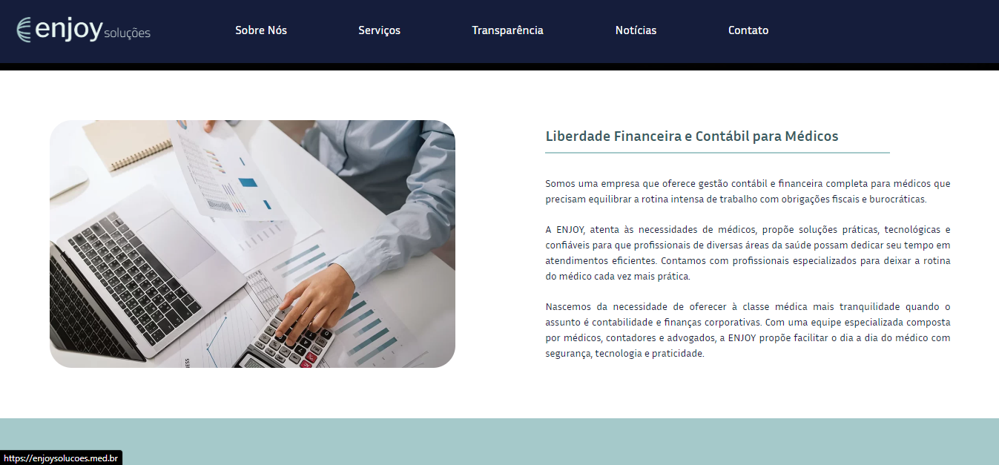 enjoy soluções
Sobre Nós
Serviços
Transparência
Notícias
Contato
Liberdade Financeira e Contábil para Médicos
Somos uma empresa que oferece gestão contábil e financeira completa para médicos que
precisam equilibrar a rotina intensa de trabalho com obrigações fiscais e burocráticas.
A ENJOY, atenta às necessidades de médicos, propõe soluções práticas, tecnológicas e
confiáveis para que profissionais de diversas áreas da saúde possam dedicar seu tempo em
atendimentos eficientes. Contamos com profissionais especializados para deixar a rotina
do médico cada vez mais prática.
Nascemos da necessidade de oferecer à classe médica mais tranquilidade quando o
assunto é contabilidade e finanças corporativas. Com uma equipe especializada composta
por médicos, contadores e advogados, a ENJOY propõe facilitar o dia a dia do médico com
segurança, tecnologia e praticidade.
https://enjoysolucoes.med.br